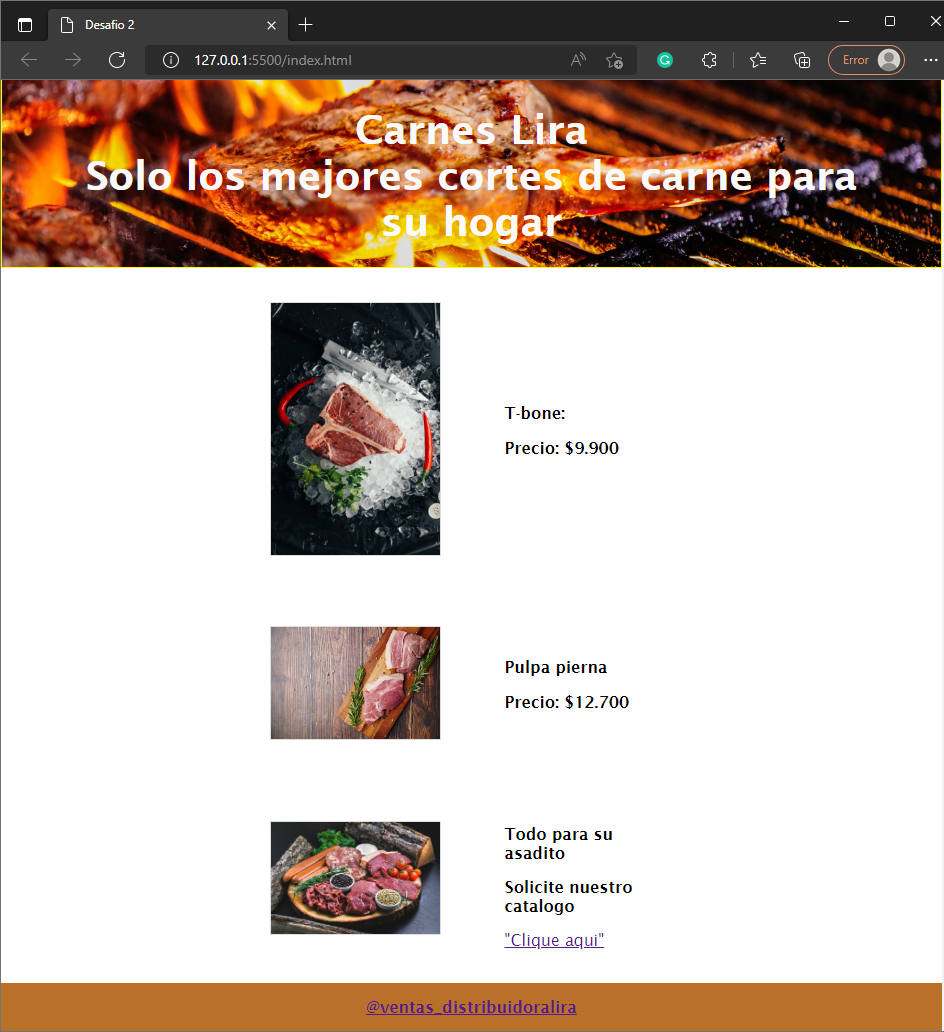 Desafio 2
127.0.0.1:5500/index.html
Error
Carnes Lira
Solo los mejores cortes de carne para
su hogar
T-bone:
Precio: $9.900
Pulpa pierna
Precio: $12.700
Todo para su
asadito
Solicite nuestro
catalogo
"Clique aqui"
@ventas_distribuidoralira